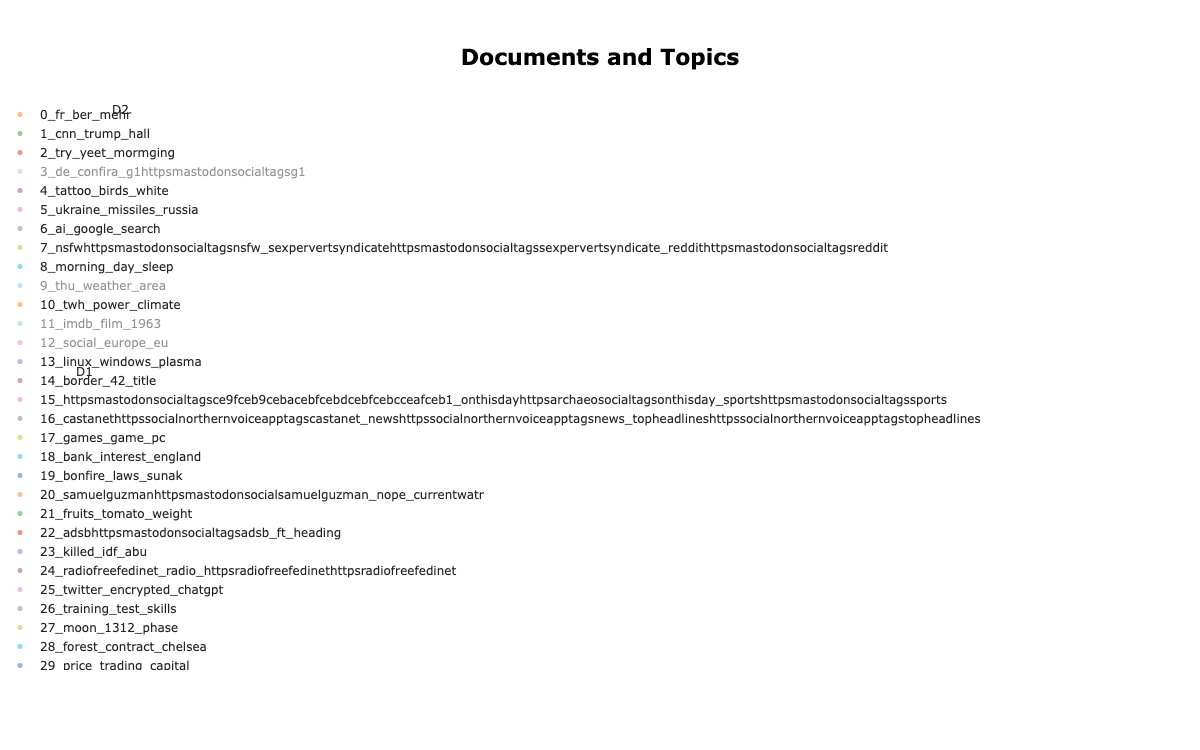 Documents and Topics
D2
0_fr_ber_mehr
1_cnn_trump_hall
2_try_yeet_mormging
3_de_confira_g1httpsmastodonsocialtagsg1
4_tattoo_birds_white
5_ukraine_missiles_russia
6_ai_google_search
7_nsfwhttpsmastodonsocialtagsnsfw_sexpervertsyndicatehttpsmastodonsocialtagssexpervertsyndicate_reddithttpsmastodonsocialtagsreddit
8_morning_day_sleep
9_thu_weather_area
10_twh_power_climate
11_imdb_film_1963
12_social_europe_eu
13_linux_windows_plasma
D1
14_border_42_title
15_httpsmastodonsocialtagsce9fceb9cebacebfcebdcebfcebcceafceb1_onthisdayhttpsarchaeosocialtagsonthisday_sportshttpsmastodonsocialtagssports
16_castanethttpssocialnorthernvoiceapptagscastanet_newshttpssocialnorthernvoiceapptagsnews_topheadlineshttpssocialnorthernvoiceapptagstopheadlines
17_games_game_pc
18_bank_interest_england
19_bonfire_laws_sunak
20_samuelguzmanhttpsmastodonsocialsamuelguzman_nope_currentwatr
21_fruits_tomato_weight
22_adsbhttpsmastodonsocialtagsadsb_ft_heading
23_killed_idf_abu
24_radiofreefedinet_radio_httpsradiofreefedinethttpsradiofreefedinet
25_twitter_encrypted_chatgpt
26_training_test_skills
27_moon_1312_phase
28_forest_contract_chelsea
29_price_trading_capital